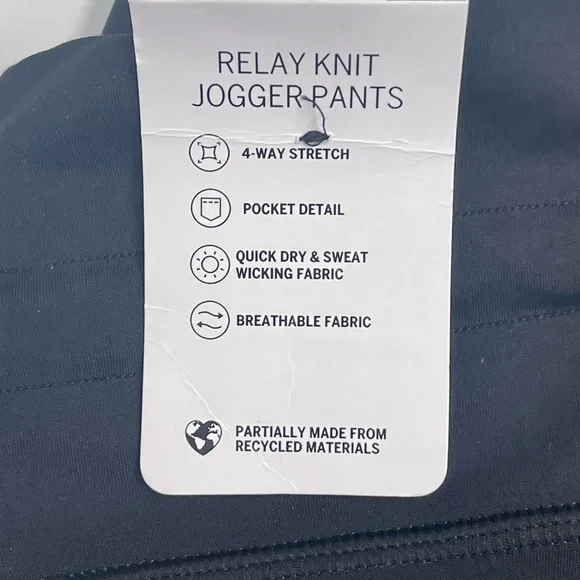 RELAY KNIT
JOGGER PANTS
4-WAY STRETCH
POCKET DETAIL
QUICK DRY & SWEAT
WICKING FABRIC
BREATHABLE FABRIC
PARTIALLY MADE FROM
RECYCLED MATERIALS